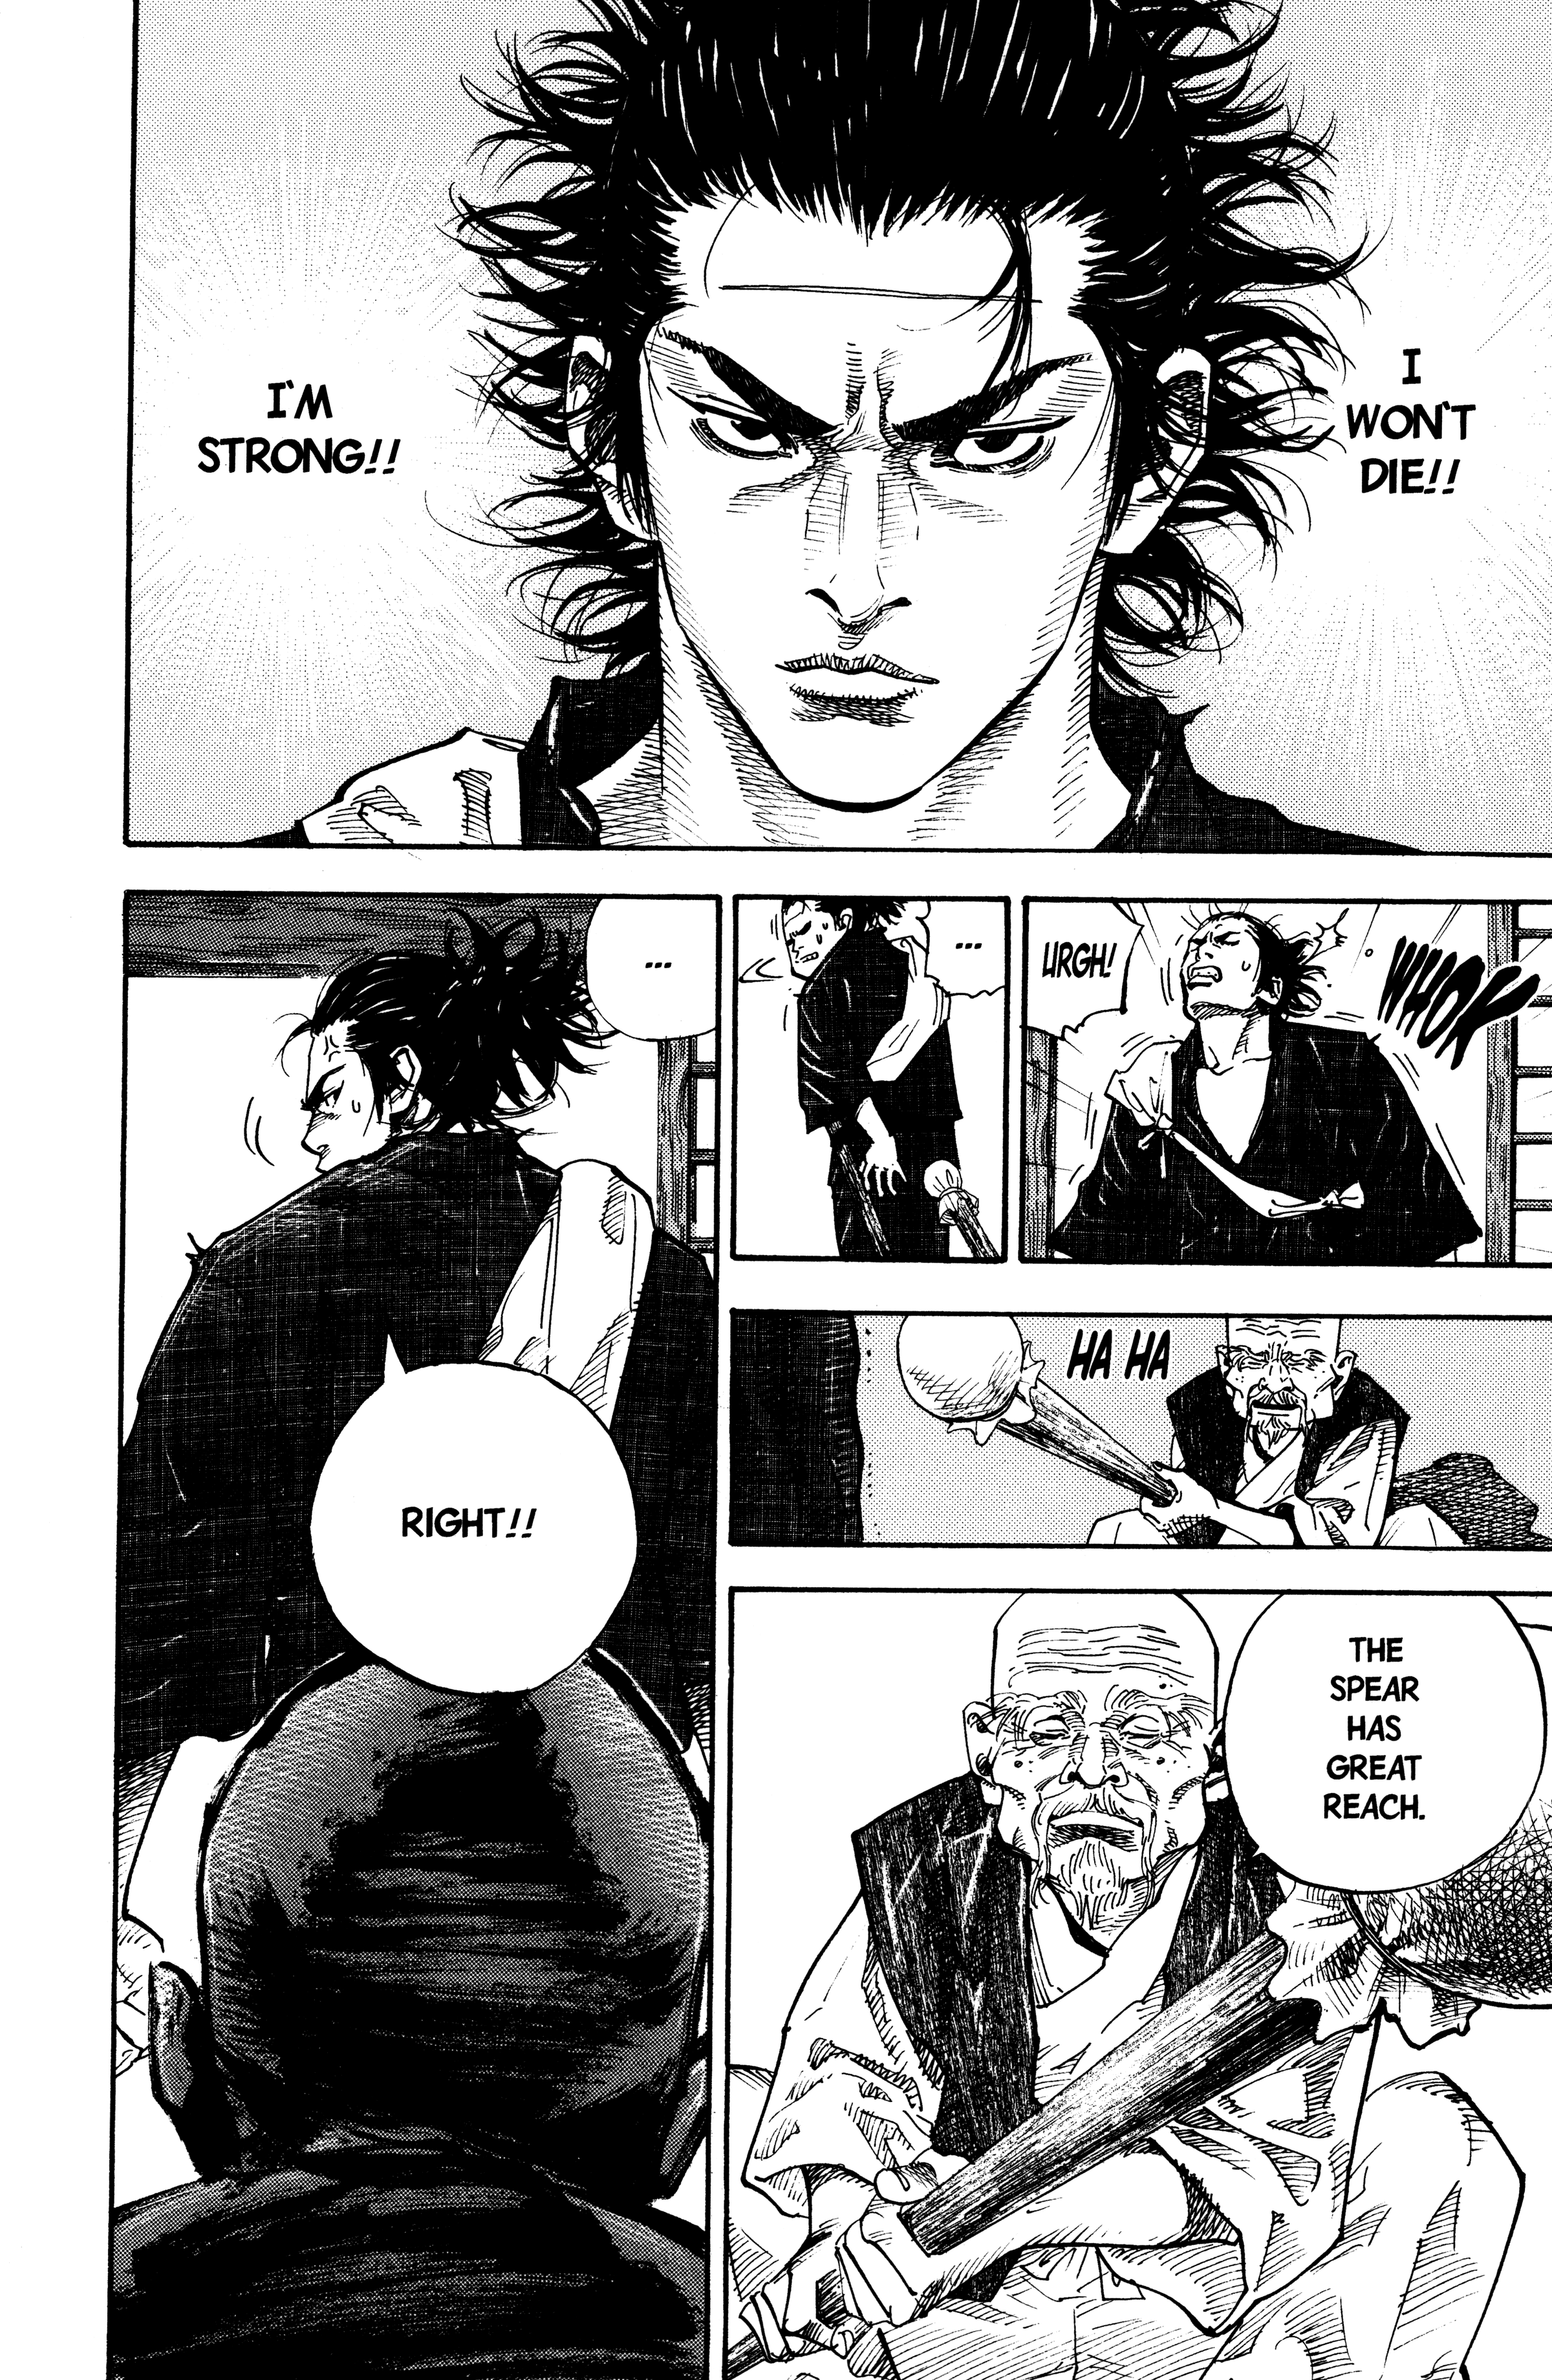 I
WON'T
DIE!!
I'M
STRONG!!
WHOK
URGH!
...
HA HA
THE
SPEAR
HAS
GREAT
REACH.
...
RIGHT!!